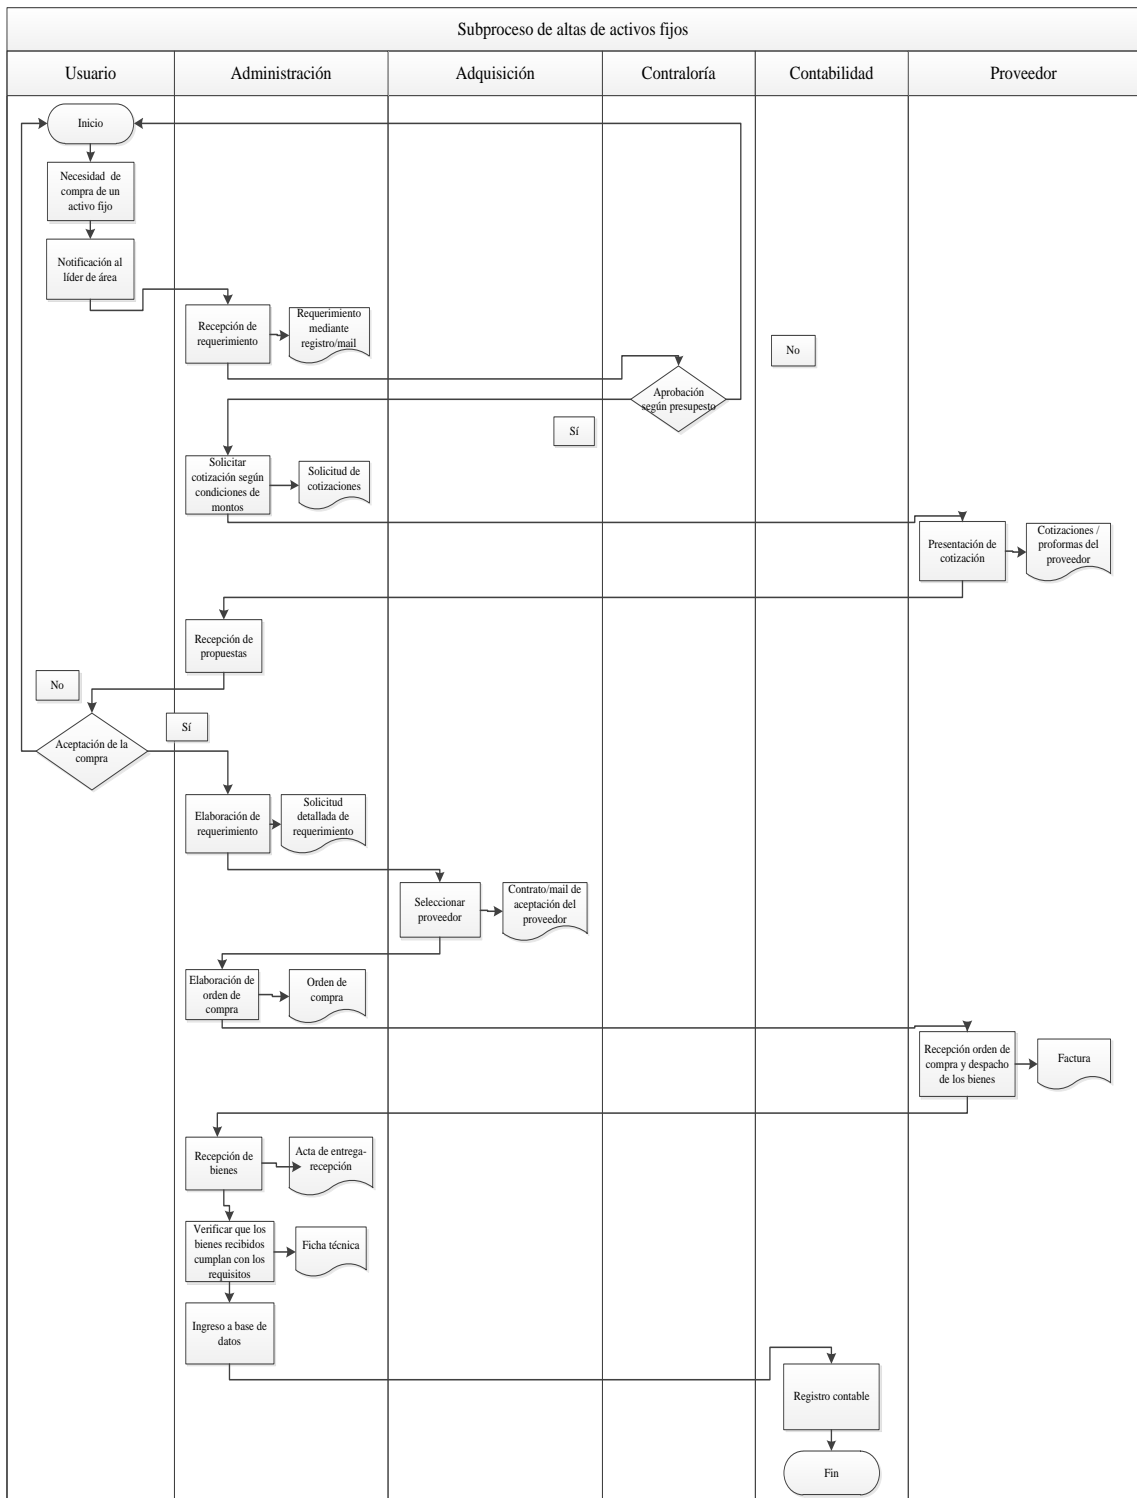 Subproceso de altas de activos fijos
Usuario
Administración
Adquisición
Contraloría
Contabilidad
Proveedor
Inicio
Necesidad de
compra de un
activo fijo
Notificación al
líder de área
Recepción de
requerimiento
Requerimiento
mediante
registro/mail
No
Aprobación
según presupesto
Sí
Solicitar
cotización según
condiciones de
montos
Solicitud de
cotizaciones
Presentación de
cotización
Cotizaciones /
proformas del
proveedor
Recepción de
propuestas
No
Sí
Aceptación de la
compra
Elaboración de
requerimiento
Solicitud
detallada de
requerimiento
Seleccionar
proveedor
Contrato/mail de
aceptación del
proveedor
Elaboración de
orden de
compra
Orden de
compra
Recepción orden de
compra y despacho
de los bienes
Factura
Recepción de
bienes
Acta de entrega-
recepción
Verificar que los
bienes recibidos
cumplan con los
requisitos
Ficha técnica
Ingreso a base de
datos
Registro contable
Fin